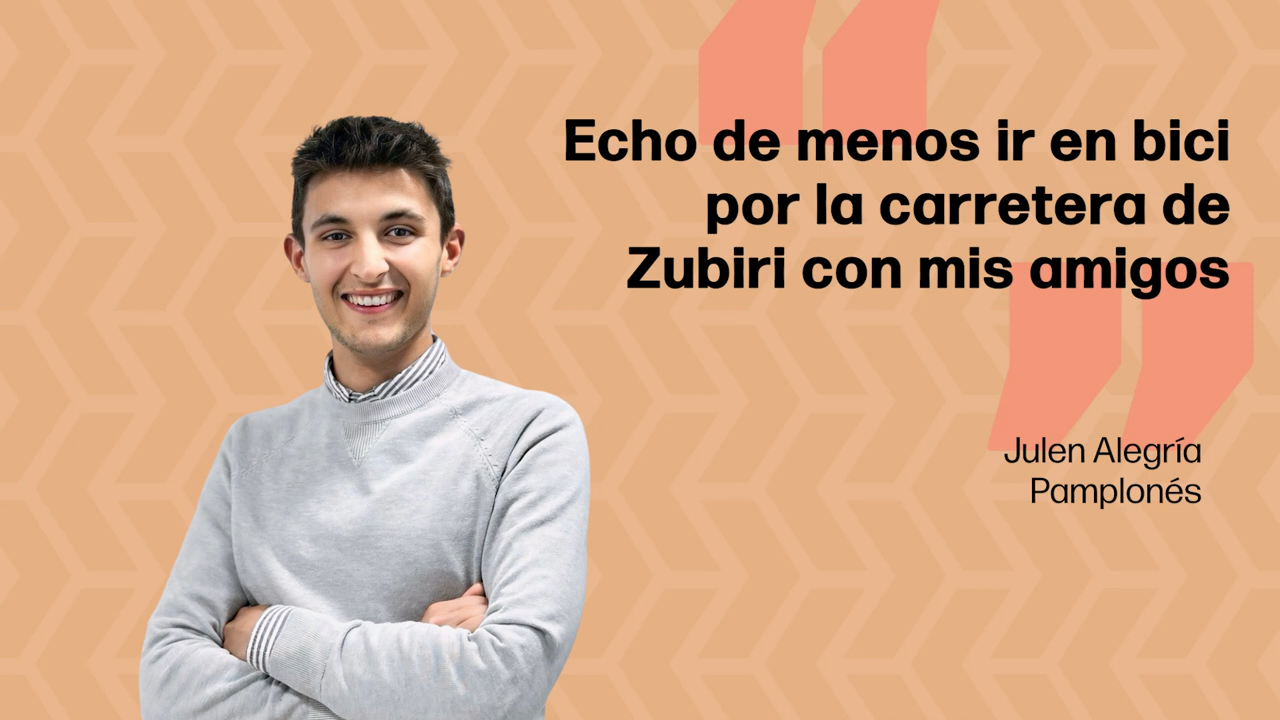 Echo de menos ir en bici
por la carretera de
Zubiri con mis amigos
Julen Alegría
Pamplonés